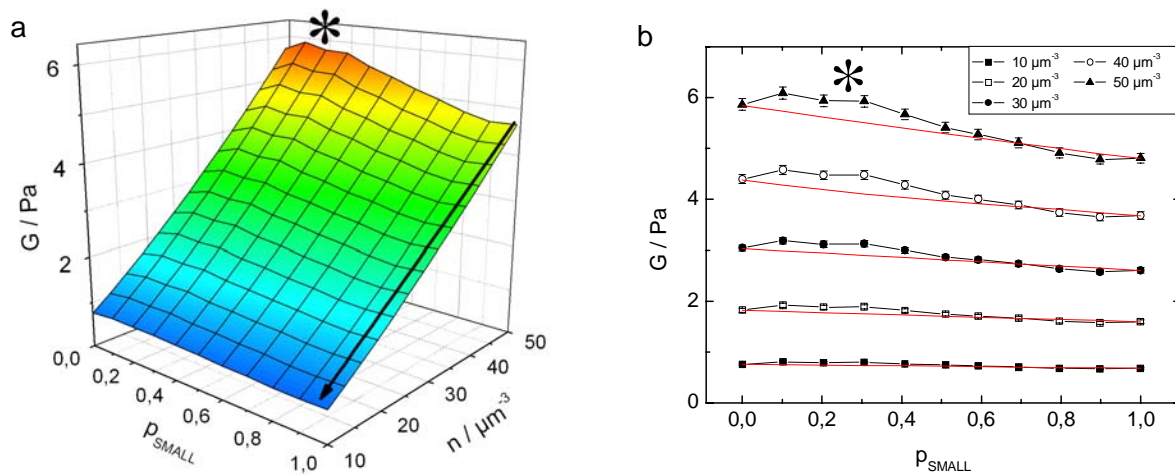 a
*
6
4
2
G / Pa
0,0
0,2
0,4
0,6
0,8
1,0
pSMALL
10
20
30
40
50
n / µm-3
b
*
10 µm-3
20 µm-3
30 µm-3
40 µm-3
50 µm-3
6
4
2
0
G / Pa
0,0 0,2 0,4 0,6 0,8 1,0
pSMALL